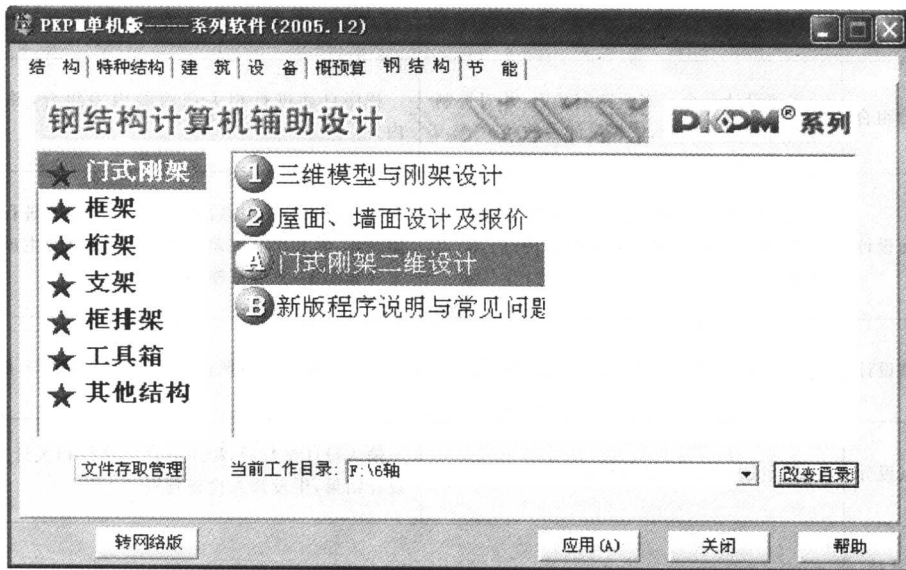 PKPM单机版----系列软件(2005.12)
结 构 特种结构 建 筑 设 备 概预算 钢 结 构 节 能
钢结构计算机辅助设计 PKPM®系列
门式刚架
框架
桁架
支架
框排架
工具箱
其他结构
1 三维模型与刚架设计
2 屋面、墙面设计及报价
A 门式刚架二维设计
B 新版程序说明与常见问题
文件存取管理 当前工作目录: F:\6轴 改变目录
转网络版 应用(A) 关闭 帮助